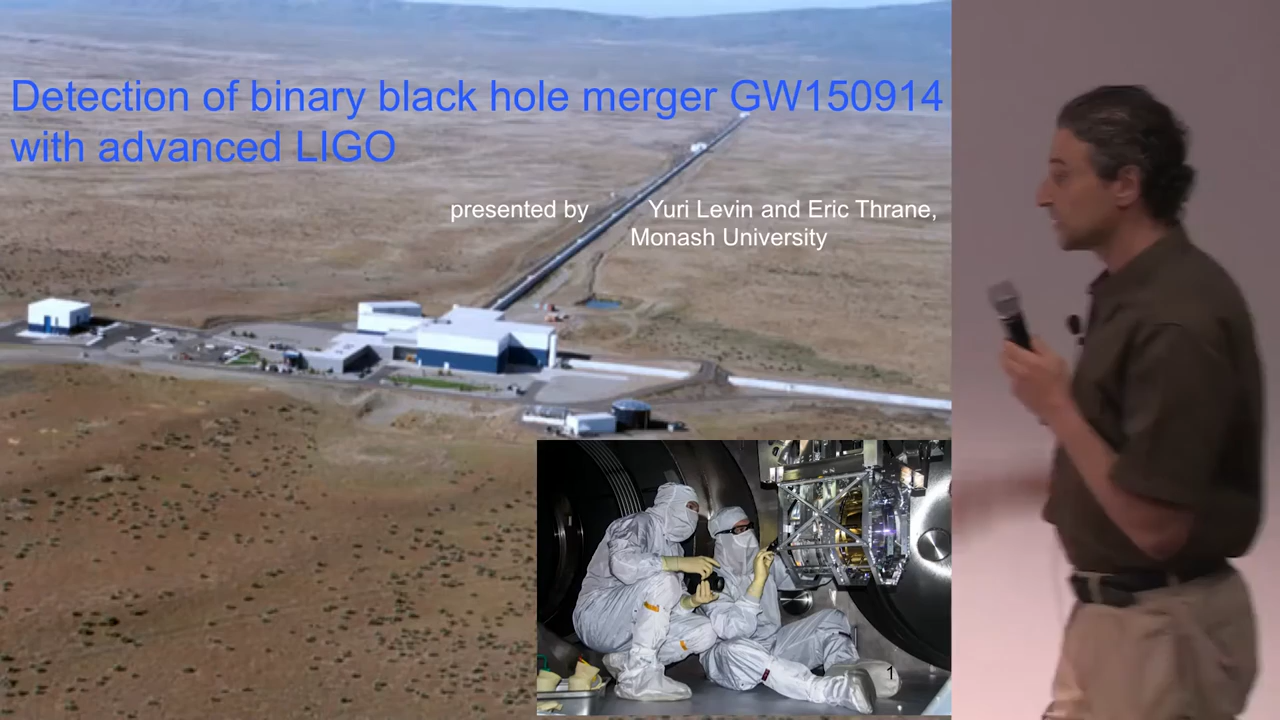 Detection of binary black hole merger GW150914
with advanced LIGO
presented by Yuri Levin and Eric Thrane,
Monash University
1